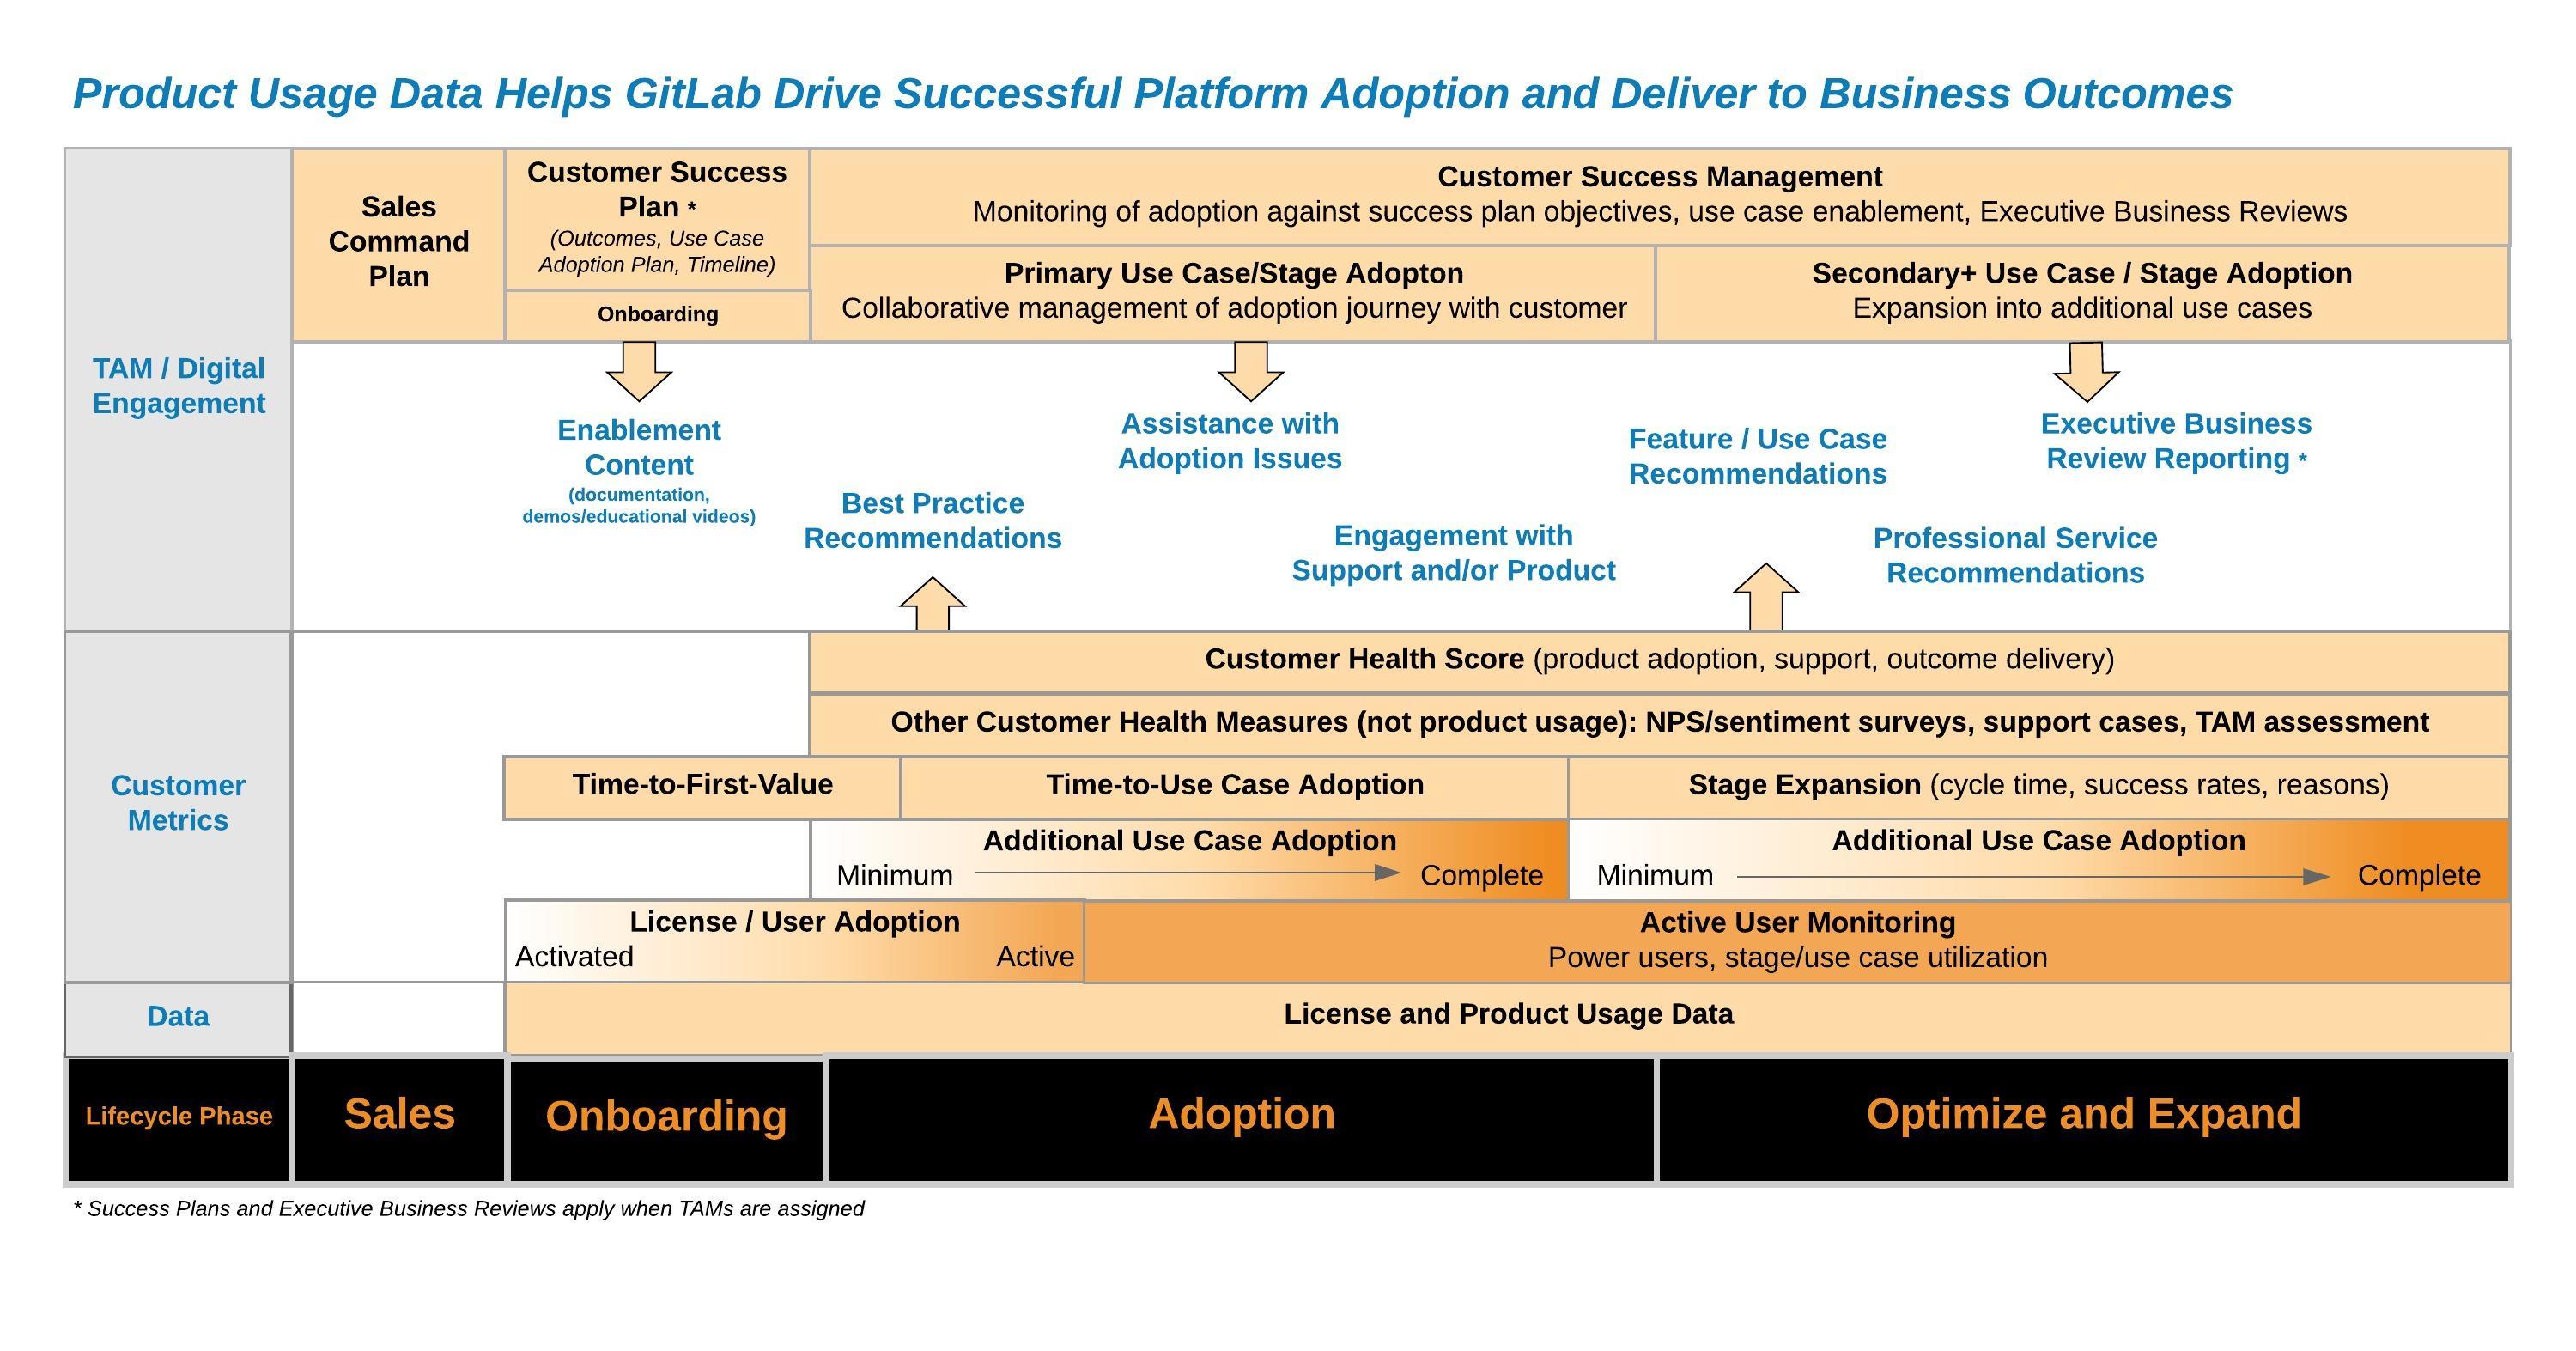 Product Usage Data Helps GitLab Drive Successful Platform Adoption and Deliver to Business Outcomes
TAM / Digital
Engagement
Sales
Command
Plan
Customer Success
Plan *
(Outcomes, Use Case
Adoption Plan, Timeline)
Onboarding
Customer Success Management
Monitoring of adoption against success plan objectives, use case enablement, Executive Business Reviews
Primary Use Case/Stage Adopton
Collaborative management of adoption journey with customer
Secondary+ Use Case / Stage Adoption
Expansion into additional use cases
Enablement
Content
(documentation,
demos/educational videos)
Best Practice
Recommendations
Assistance with
Adoption Issues
Engagement with
Support and/or Product
Feature / Use Case
Recommendations
Executive Business
Review Reporting *
Professional Service
Recommendations
Customer
Metrics
Customer Health Score (product adoption, support, outcome delivery)
Other Customer Health Measures (not product usage): NPS/sentiment surveys, support cases, TAM assessment
Time-to-First-Value
Time-to-Use Case Adoption
Stage Expansion (cycle time, success rates, reasons)
Additional Use Case Adoption
Minimum
Complete
Additional Use Case Adoption
Minimum
Complete
License / User Adoption
Activated
Active
Active User Monitoring
Power users, stage/use case utilization
Data
License and Product Usage Data
Lifecycle Phase
Sales
Onboarding
Adoption
Optimize and Expand
* Success Plans and Executive Business Reviews apply when TAMs are assigned